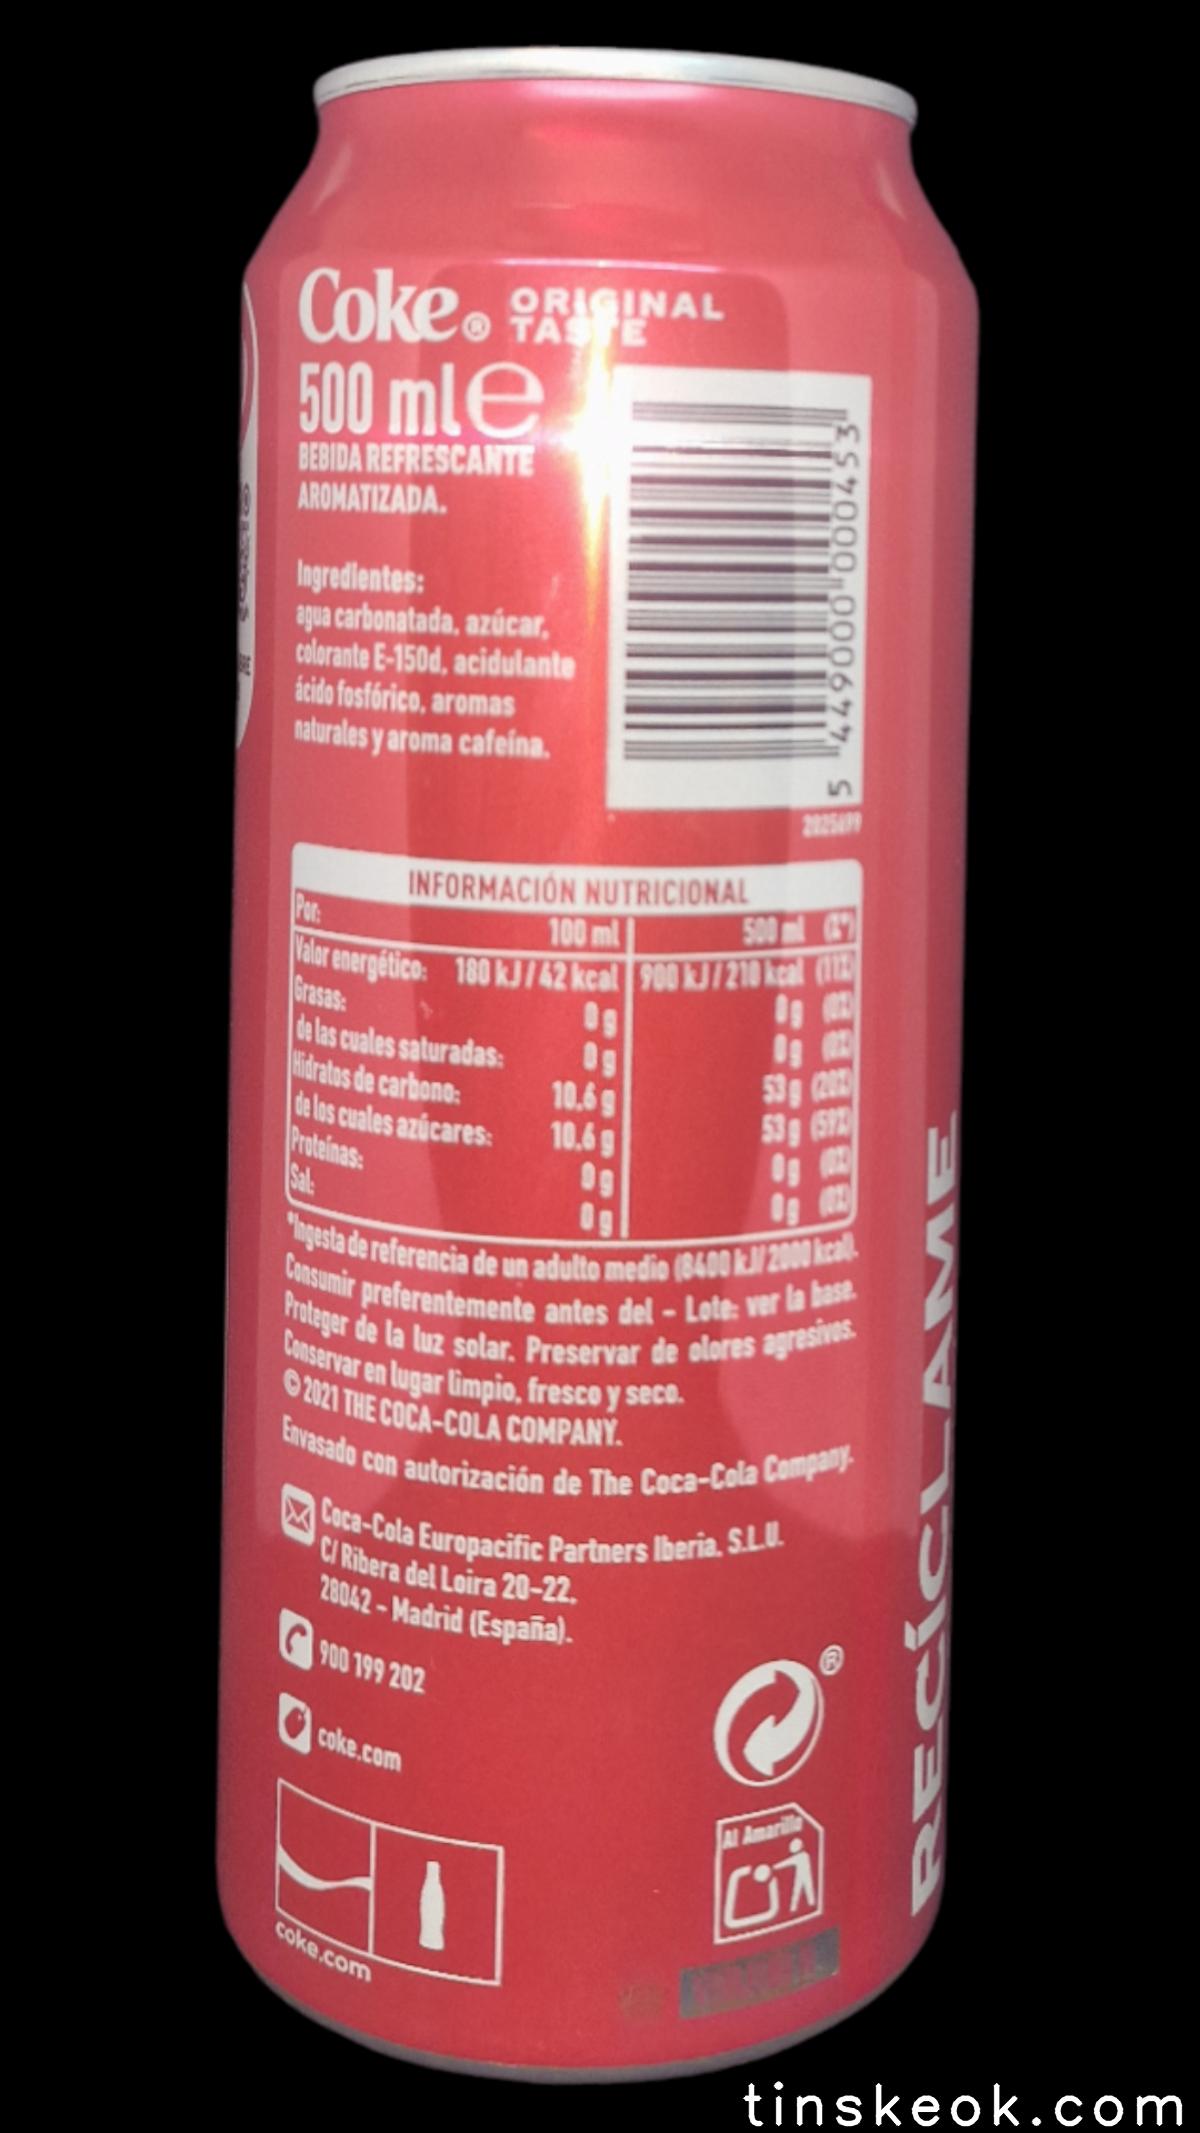 Coke® ORIGINAL
TASTE
500 ml e
BEBIDA REFRESCANTE
AROMATIZADA.
Ingredientes:
agua carbonatada, azúcar,
colorante E-150d, acidulante
ácido fosfórico, aromas
naturales y aroma cafeína.
5 449000 000453
INFORMACIÓN NUTRICIONAL
Por: 100 ml 500 ml (%*)
Valor energético: 180 kJ/42 kcal 900 kJ/210 kcal (11%)
Grasas: 0 g 0 g (0%)
de las cuales saturadas: 0 g 0 g (0%)
Hidratos de carbono: 10.6 g 53 g (20%)
de los cuales azúcares: 10.6 g 53 g (59%)
Proteínas: 0 g 0 g (0%)
Sal: 0 g 0 g (0%)
*Ingesta de referencia de un adulto medio (8400 kJ/2000 kcal).
Consumir preferentemente antes del - Lote: ver la base.
Proteger de la luz solar. Preservar de olores agresivos.
Conservar en lugar limpio, fresco y seco.
© 2021 THE COCA-COLA COMPANY.
Envasado con autorización de The Coca-Cola Company.
Coca-Cola Europacific Partners Iberia, S.L.U.
C/ Ribera del Loira 20-22.
28042 - Madrid (España).
900 199 202
coke.com
®
Al Amarillo
coke.com
RECÍCLAME
tinskeok.com